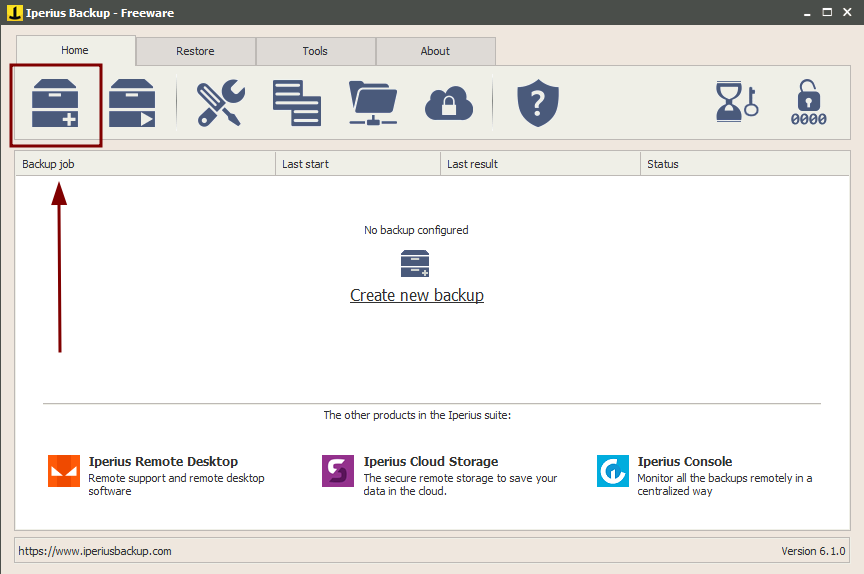 Iperius Backup - Freeware
Home
Restore
Tools
About
?
0000
Backup job
Last start
Last result
Status
No backup configured
Create new backup
The other products in the Iperius suite:
Iperius Remote Desktop
Remote support and remote desktop
software
Iperius Cloud Storage
The secure remote storage to save your
data in the cloud.
Iperius Console
Monitor all the backups remotely in a
centralized way
https://www.iperiusbackup.com
Version 6.1.0